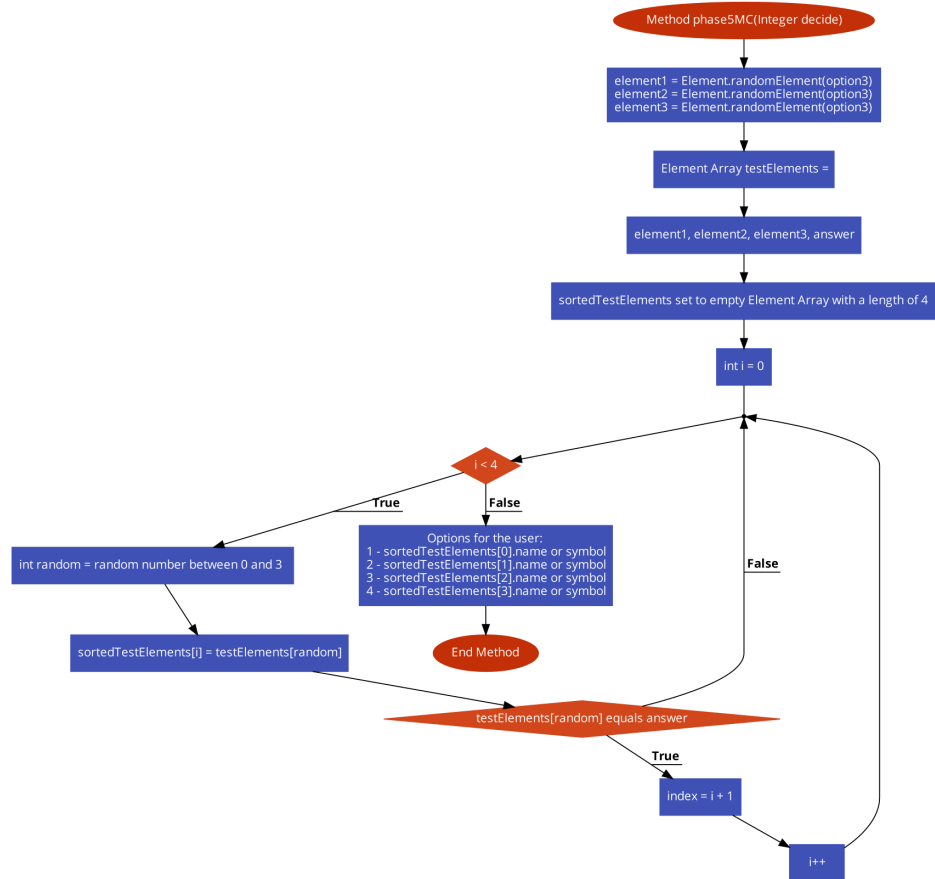 Method phase5MC(Integer decide)
element1 = Element.randomElement(option3)
element2 = Element.randomElement(option3)
element3 = Element.randomElement(option3)
Element Array testElements =
element1, element2, element3, answer
sortedTestElements set to empty Element Array with a length of 4
int i = 0
i < 4
True
False
Options for the user:
1 - sortedTestElements[0].name or symbol
2 - sortedTestElements[1].name or symbol
3 - sortedTestElements[2].name or symbol
4 - sortedTestElements[3].name or symbol
int random = random number between 0 and 3
False
sortedTestElements[i] = testElements[random]
End Method
testElements[random] equals answer
True
index = i + 1
i++